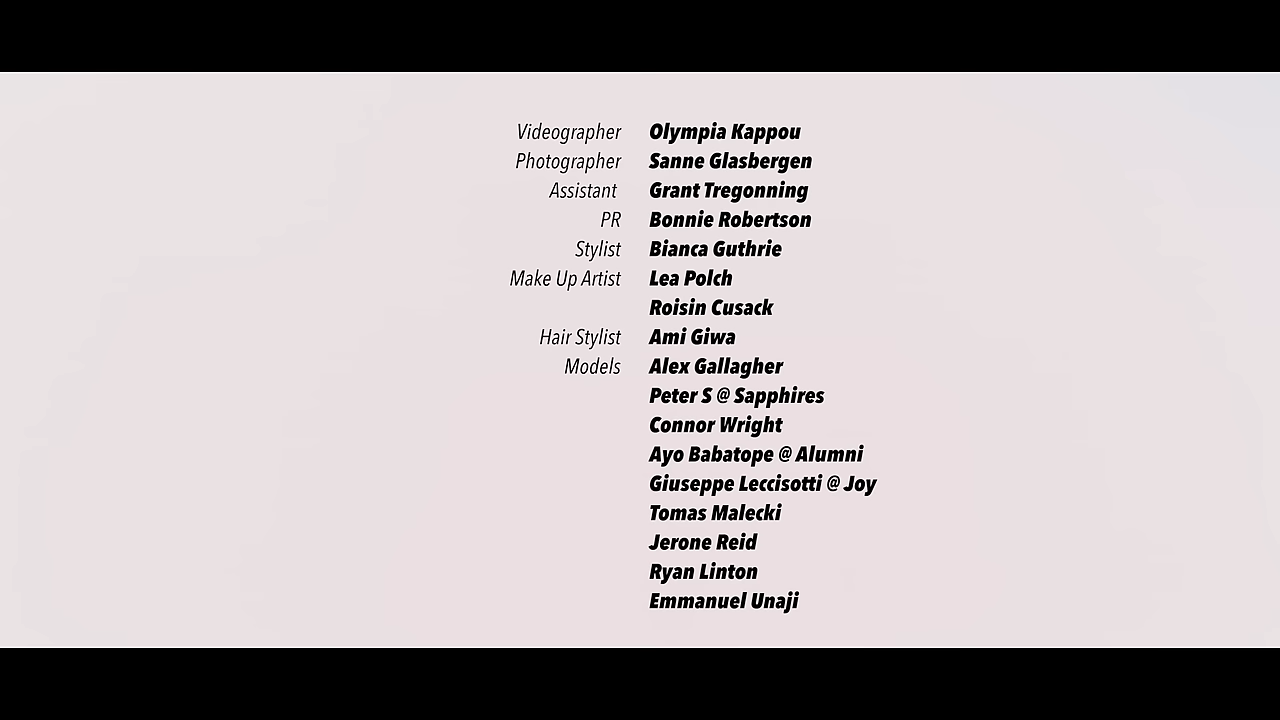 Videographer Olympia Kappou
Photographer Sanne Glasbergen
Assistant Grant Tregonning
PR Bonnie Robertson
Stylist Bianca Guthrie
Make Up Artist Lea Polch
Roisin Cusack
Hair Stylist Ami Giwa
Models Alex Gallagher
Peter S @ Sapphires
Connor Wright
Ayo Babatope @ Alumni
Giuseppe Leccisotti @ Joy
Tomas Malecki
Jerone Reid
Ryan Linton
Emmanuel Unaji